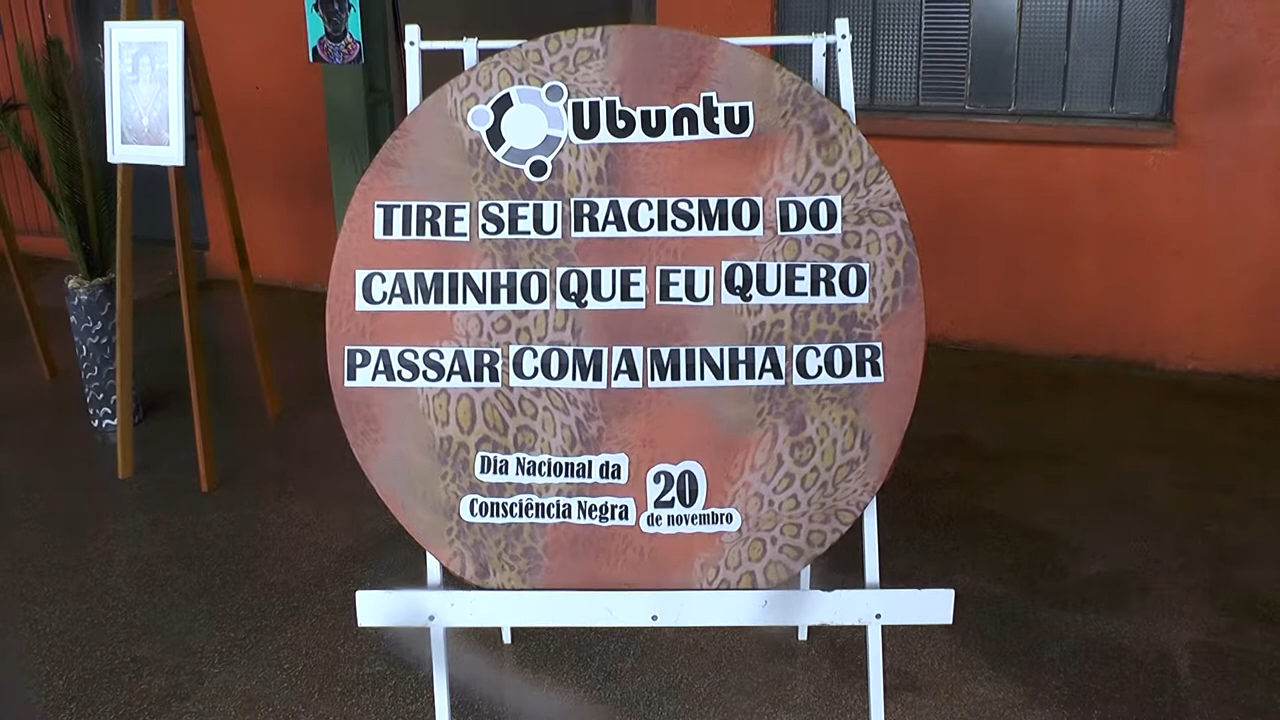 Ubuntu
TIRE SEU RACISMO DO
CAMINHO QUE EU QUERO
PASSAR COM A MINHA COR
Dia Nacional da
Consciência Negra
20
de novembro